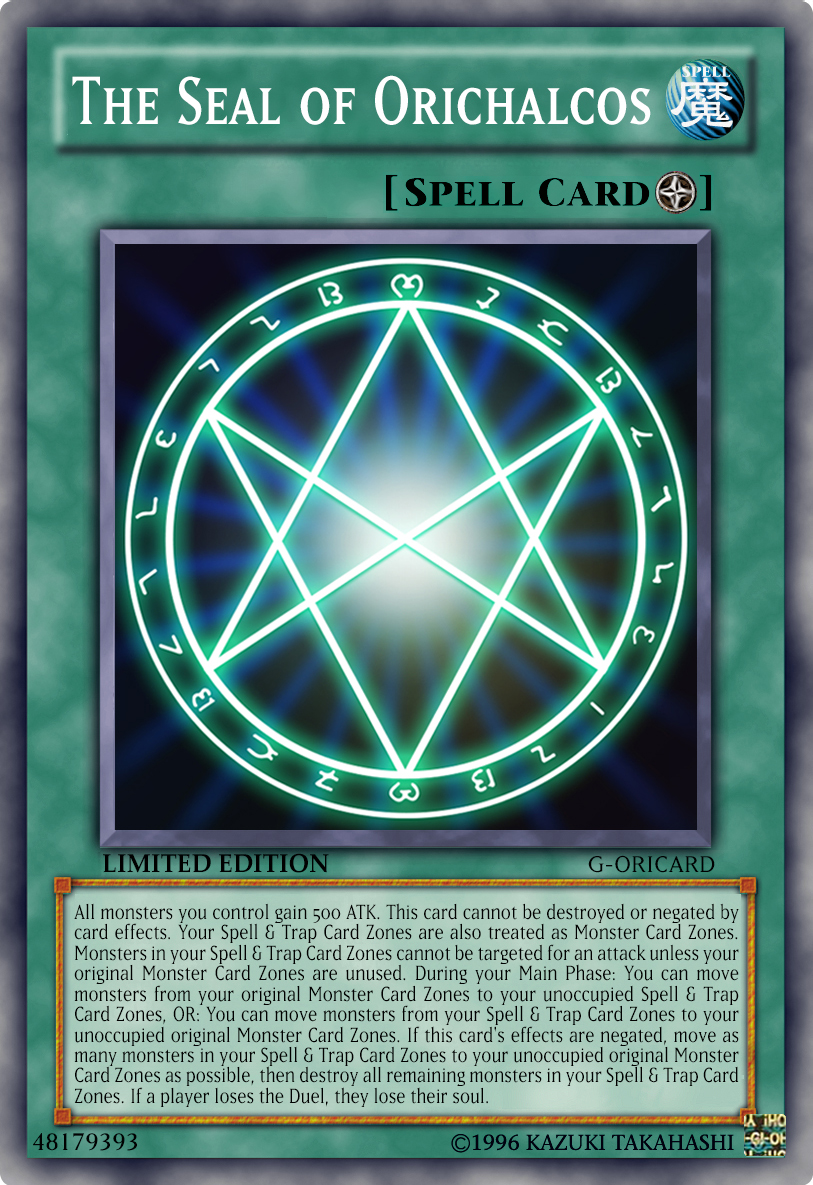 The Seal of Orichalcos
SPELL
魔
[Spell Card]
LIMITED EDITION
G-ORICARD
All monsters you control gain 500 ATK. This card cannot be destroyed or negated by
card effects. Your Spell & Trap Card Zones are also treated as Monster Card Zones.
Monsters in your Spell & Trap Card Zones cannot be targeted for an attack unless your
original Monster Card Zones are unused. During your Main Phase: You can move
monsters from your original Monster Card Zones to your unoccupied Spell & Trap
Card Zones, OR: You can move monsters from your Spell & Trap Card Zones to your
unoccupied original Monster Card Zones. If this card's effects are negated, move as
many monsters in your Spell & Trap Card Zones to your unoccupied original Monster
Card Zones as possible, then destroy all remaining monsters in your Spell & Trap Card
Zones. If a player loses the Duel, they lose their soul.
48179393
©1996 KAZUKI TAKAHASHI